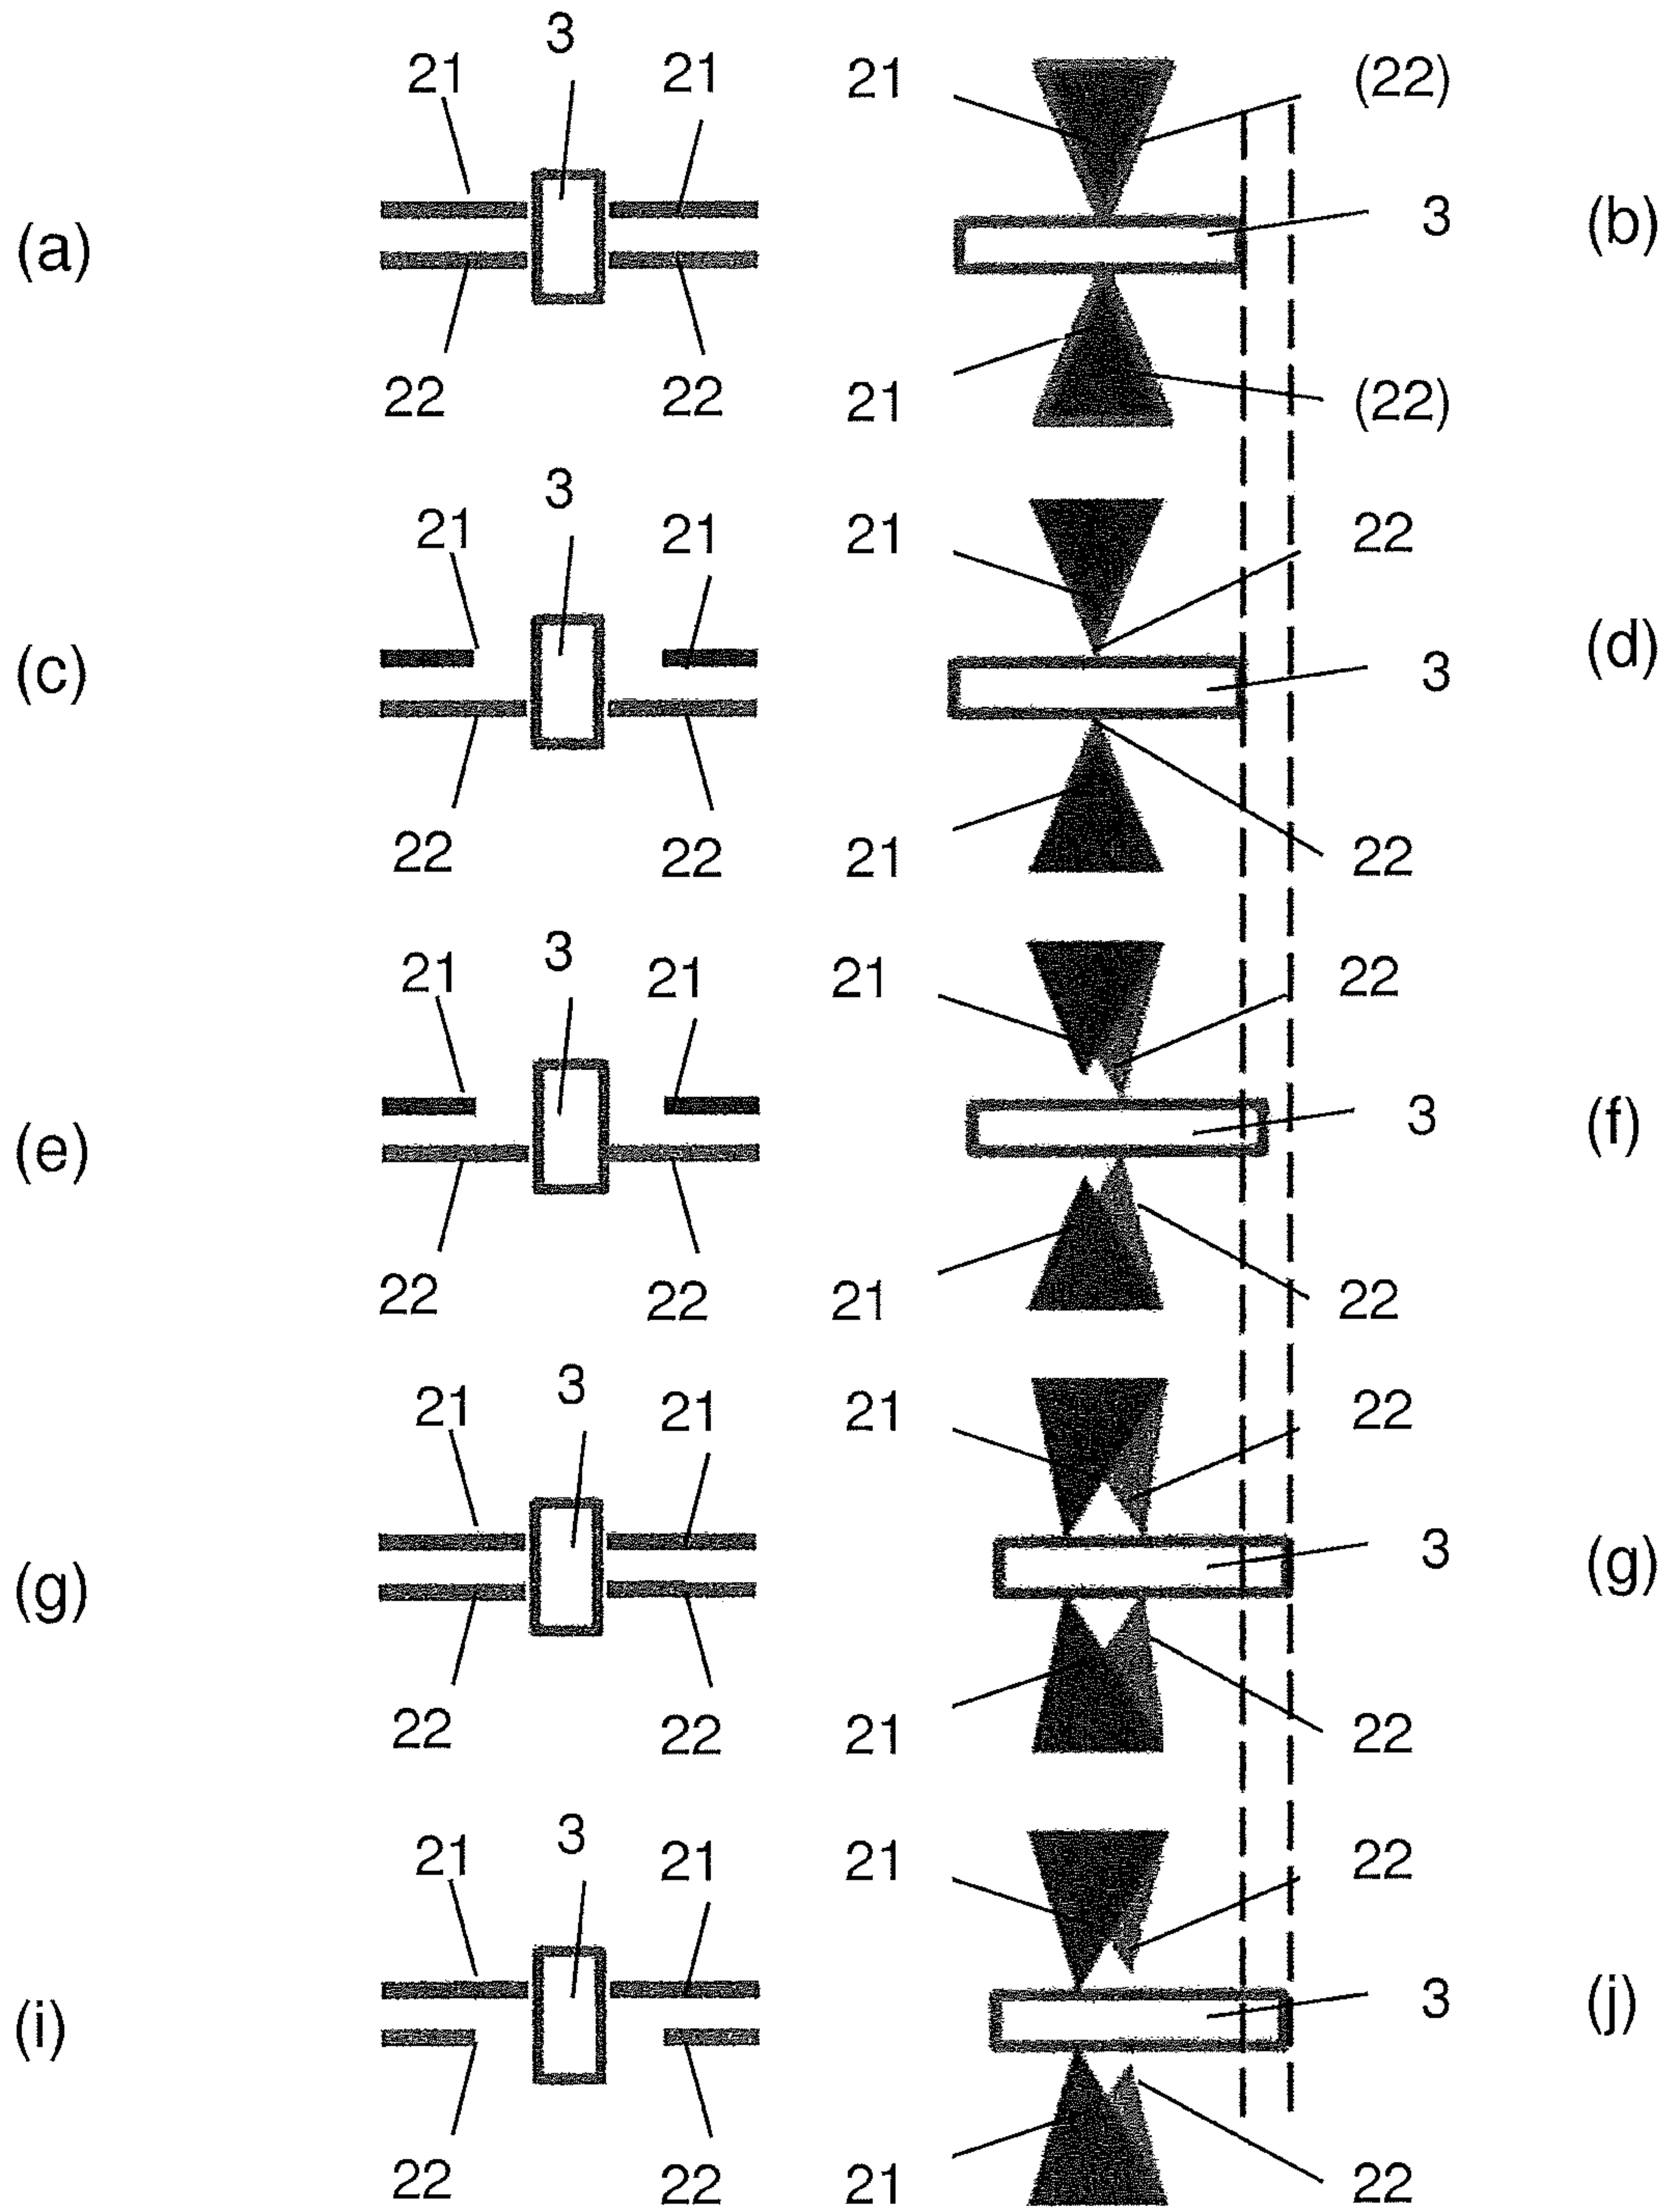 3
21 21 21 (22)
(a) 3 (b)
22 22 21 (22)
3
21 21 21 22
(c) 3 (d)
22 22 21 22
3
21 21 21 22
(e) 3 (f)
22 22 21 22
3
21 21 21 22
(g) 3 (g)
22 22 21 22
3
21 21 21 22
(i) 3 (j)
22 22 21 22